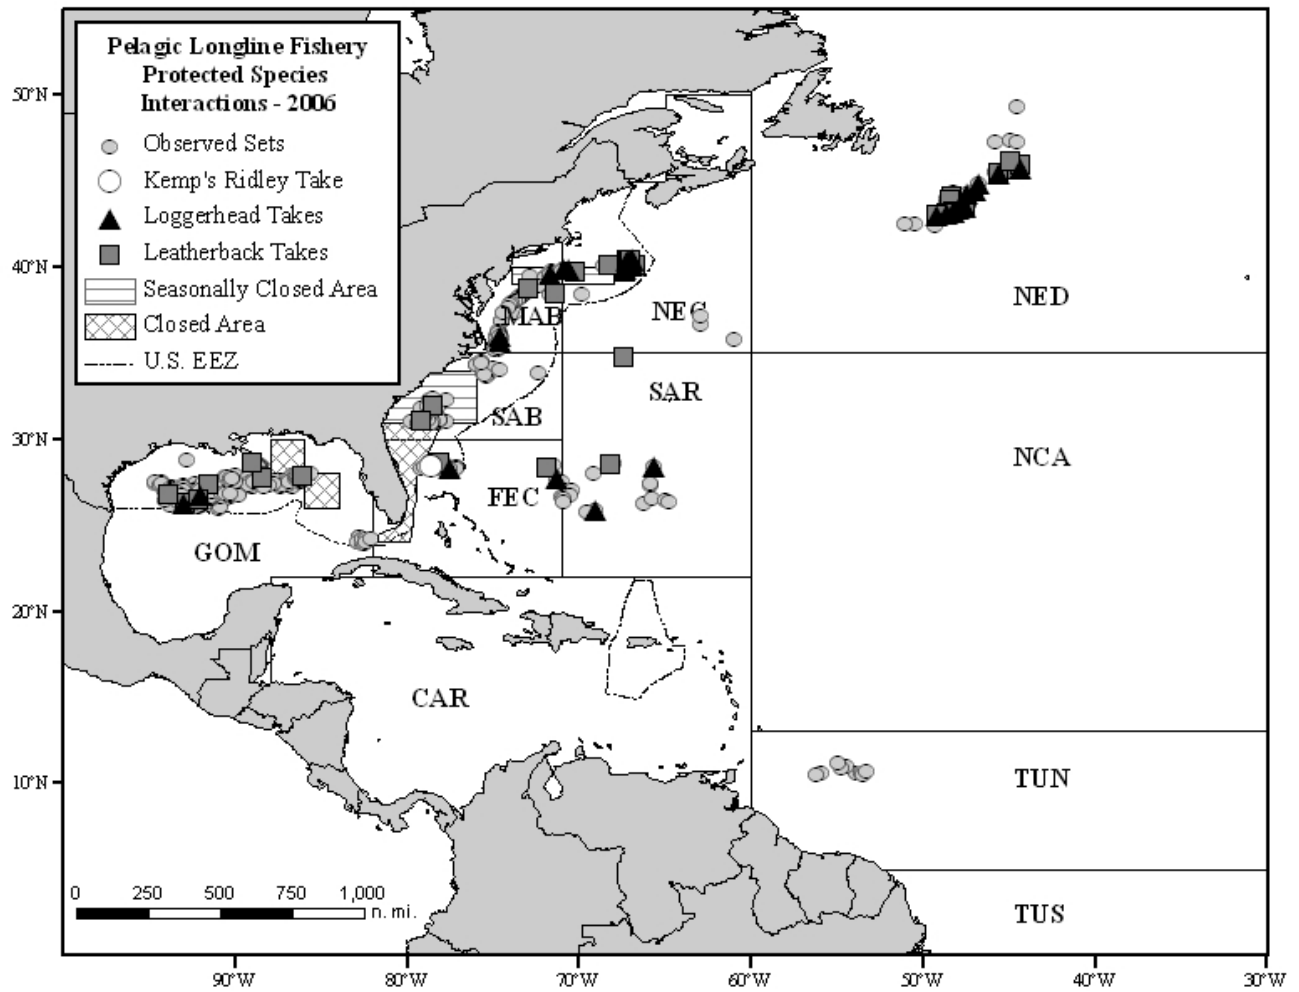 Pelagic Longline Fishery
Protected Species
Interactions - 2006
Observed Sets
Kemp's Ridley Take
Loggerhead Takes
Leatherback Takes
Seasonally Closed Area
Closed Area
U.S. EEZ
50°N
40°N
30°N
20°N
10°N
NED
NEC
MAB
SAR
SAB
NCA
FEC
GOM
CAR
TUN
TUS
0 250 500 750 1,000
n. mi.
90°W 80°W 70°W 60°W 50°W 40°W 30°W